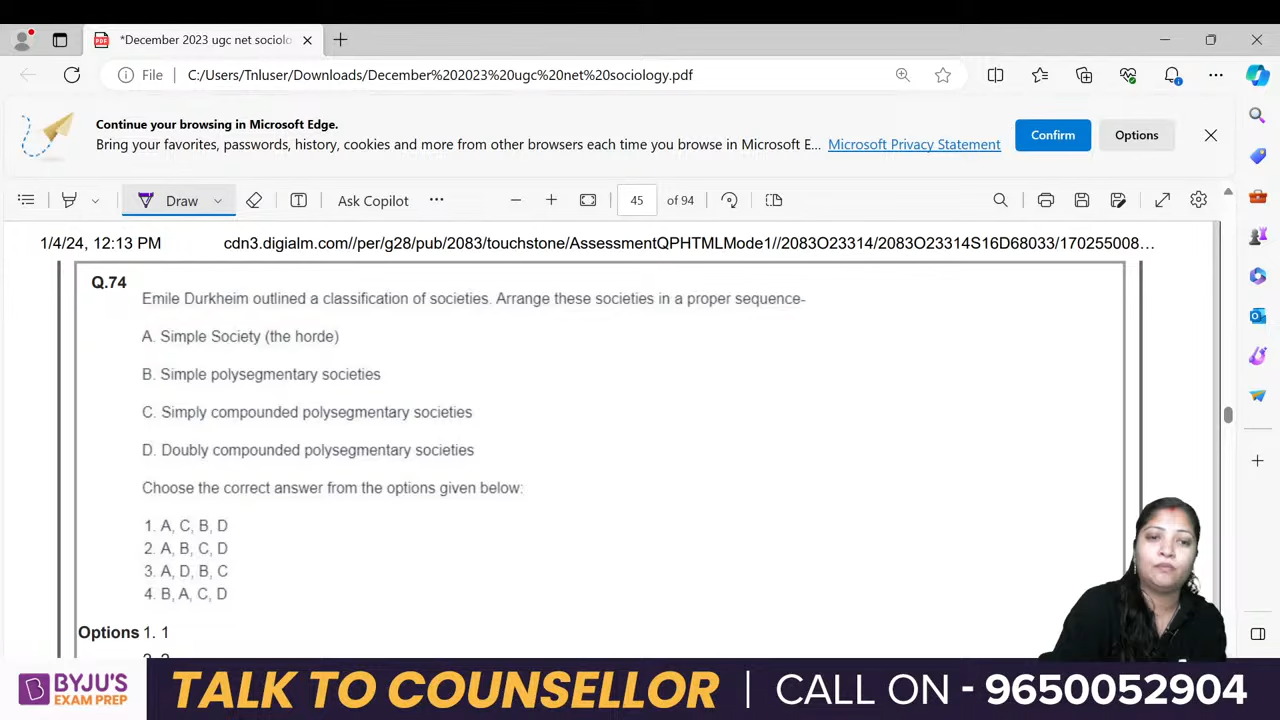 *December 2023 ugc net sociolo
File C:/Users/Tnluser/Downloads/December%202023%20ugc%20net%20sociology.pdf
Continue your browsing in Microsoft Edge.
Bring your favorites, passwords, history, cookies and more from other browsers each time you browse in Microsoft E... Microsoft Privacy Statement
Confirm
Options
Draw
Ask Copilot
45 of 94
1/4/24, 12:13 PM
cdn3.digialm.com//per/g28/pub/2083/touchstone/AssessmentQPHTMLMode1//2083O23314/2083O23314S16D68033/170255008...
Q.74
Emile Durkheim outlined a classification of societies. Arrange these societies in a proper sequence-
A. Simple Society (the horde)
B. Simple polysegmentary societies
C. Simply compounded polysegmentary societies
D. Doubly compounded polysegmentary societies
Choose the correct answer from the options given below:
1. A, C, B, D
2. A, B, C, D
3. A, D, B, C
4. B, A, C, D
Options 1. 1
BYJU'S
EXAM PREP
TALK TO COUNSELLOR | CALL ON - 9650052904